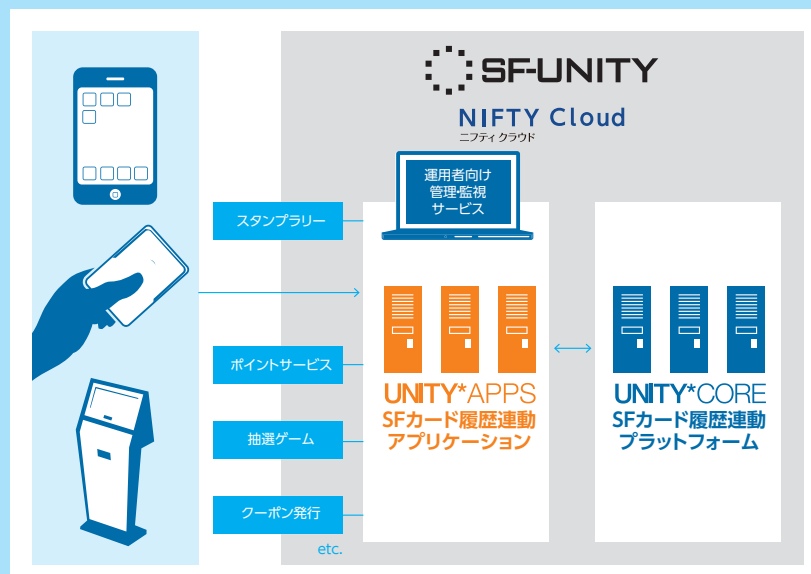 SF-UNITY
NIFTY Cloud
ニフティクラウド
運用者向け
管理・監視
サービス
スタンプラリー
ポイントサービス
抽選ゲーム
クーポン発行
etc.
UNITY*APPS
SFカード履歴連動
アプリケーション
UNITY*CORE
SFカード履歴連動
プラットフォーム